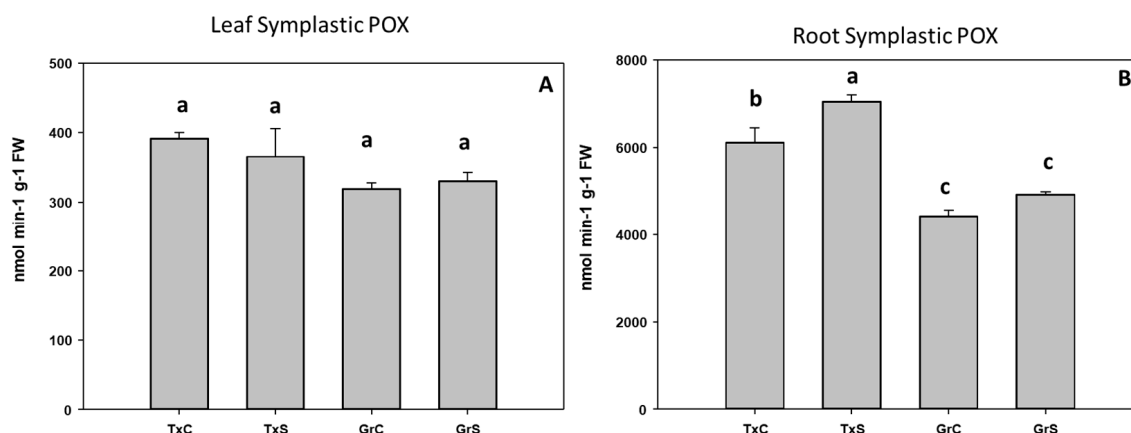 Leaf Symplastic POX
500
400
300
200
100
0
nmol min-1 g-1 FW
A
a
a
a
a
TxC
TxS
GrC
GrS
Root Symplastic POX
8000
6000
4000
2000
0
nmol min-1 g-1 FW
B
b
a
c
c
TxC
TxS
GrC
GrS